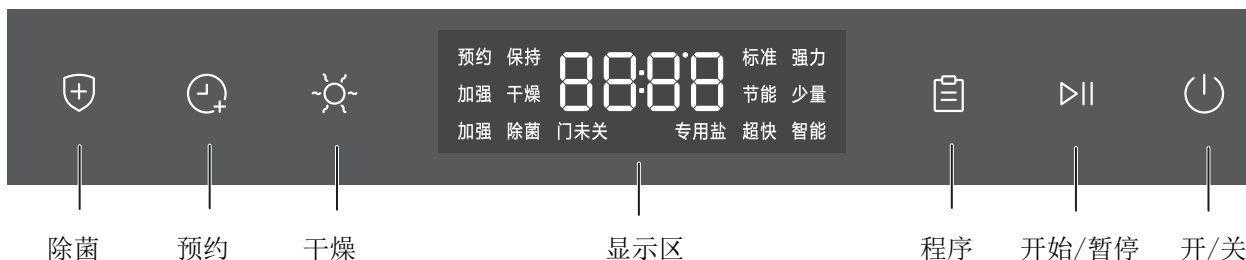 预约 保持 88:88 标准 强力
加强 干燥 节能 少量
加强 除菌 门未关 专用盐 超快 智能
除菌 预约 干燥 显示区 程序 开始/暂停 开/关